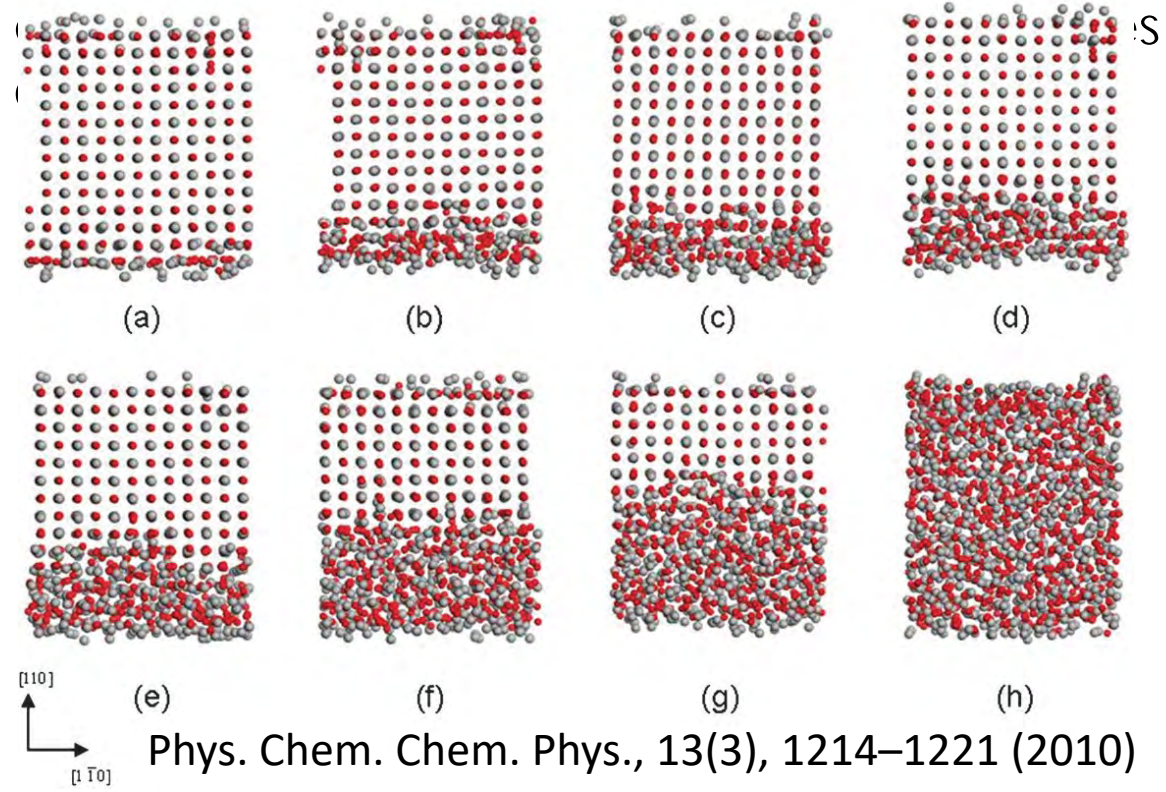 (a)
(b)
(c)
(d)
(e)
(f)
(g)
(h)
[110]
[1 1̅0]
Phys. Chem. Chem. Phys., 13(3), 1214–1221 (2010)